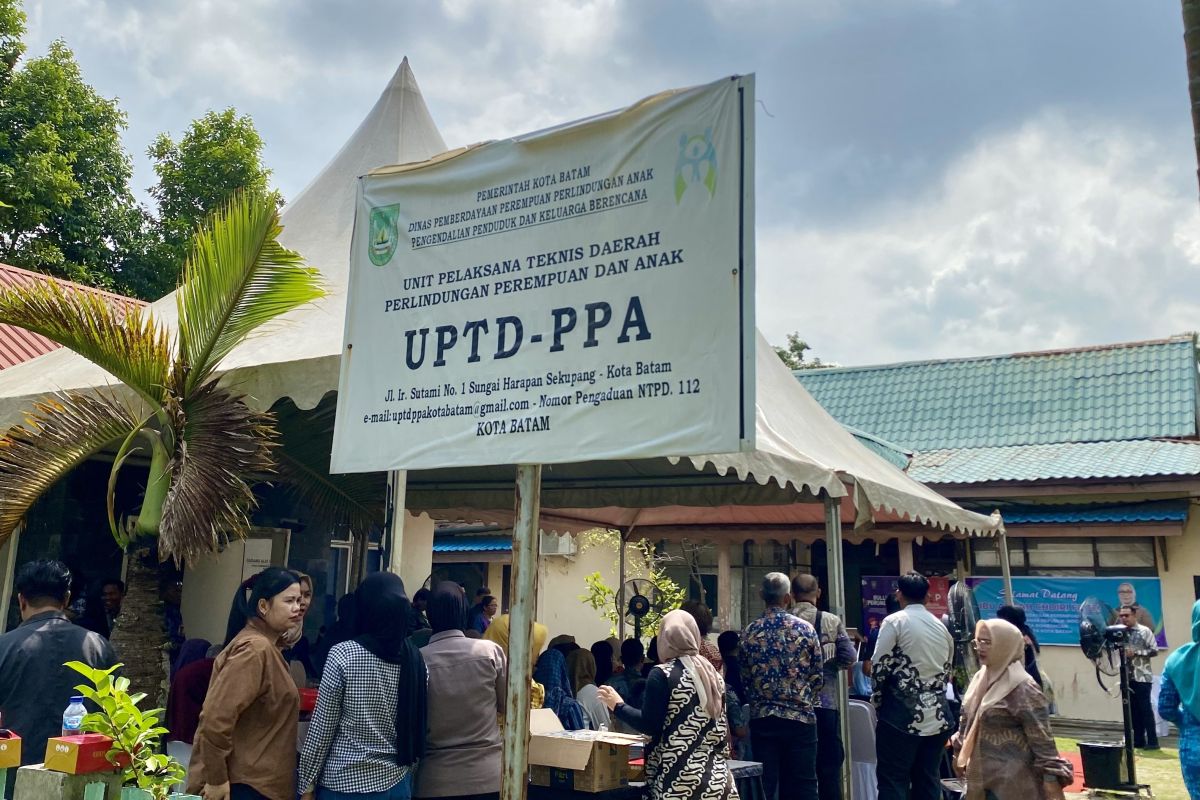 PEMERINTAH KOTA BATAM
DINAS PEMBERDAYAAN PEREMPUAN PERLINDUNGAN ANAK
PENGENDALIAN PENDUDUK DAN KELUARGA BERENCANA
UNIT PELAKSANA TEKNIS DAERAH
PERLINDUNGAN PEREMPUAN DAN ANAK
UPTD-PPA
Jl. Ir. Sutami No. 1 Sungai Harapan Sekupang - Kota Batam
e-mail:uptdppakotabatam@gmail.com - Nomor Pengaduan NTPD. 112
KOTA BATAM
Selamat Datang